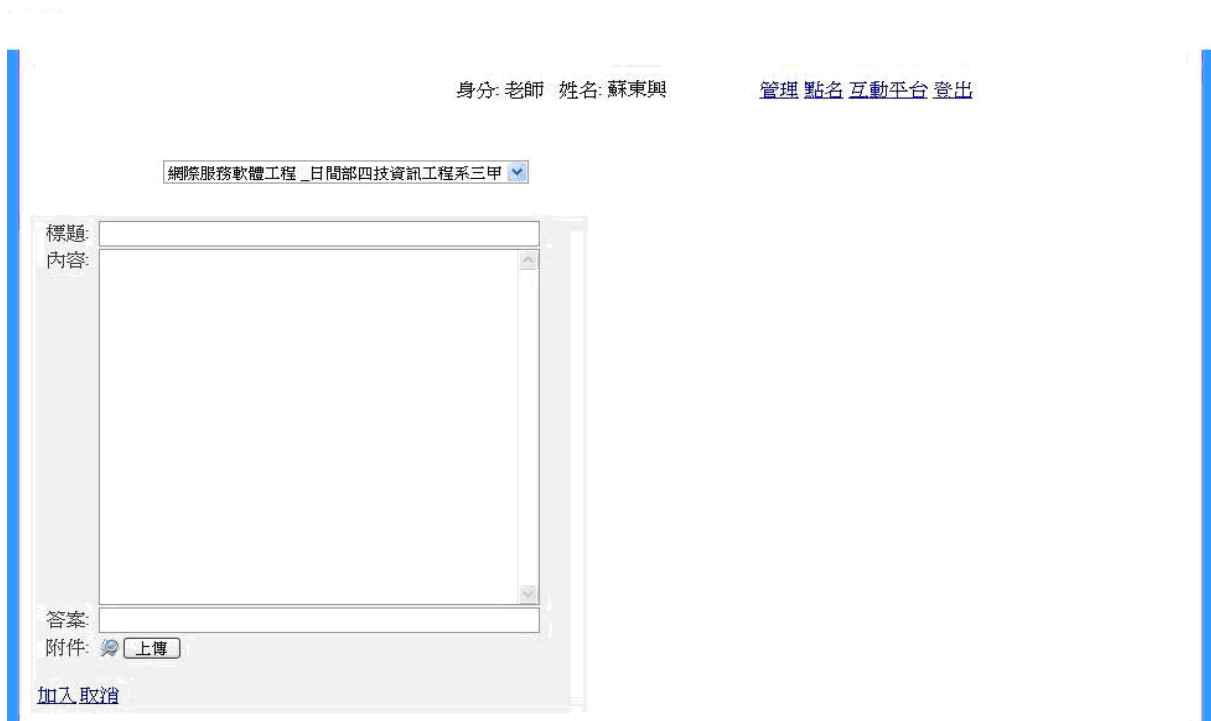 身分: 老師 姓名: 蘇東興 管理 點名 互動平台 登出
網際服務軟體工程 _日間部四技資訊工程系三甲
標題:
內容:
答案:
附件: 上傳
加入 取消